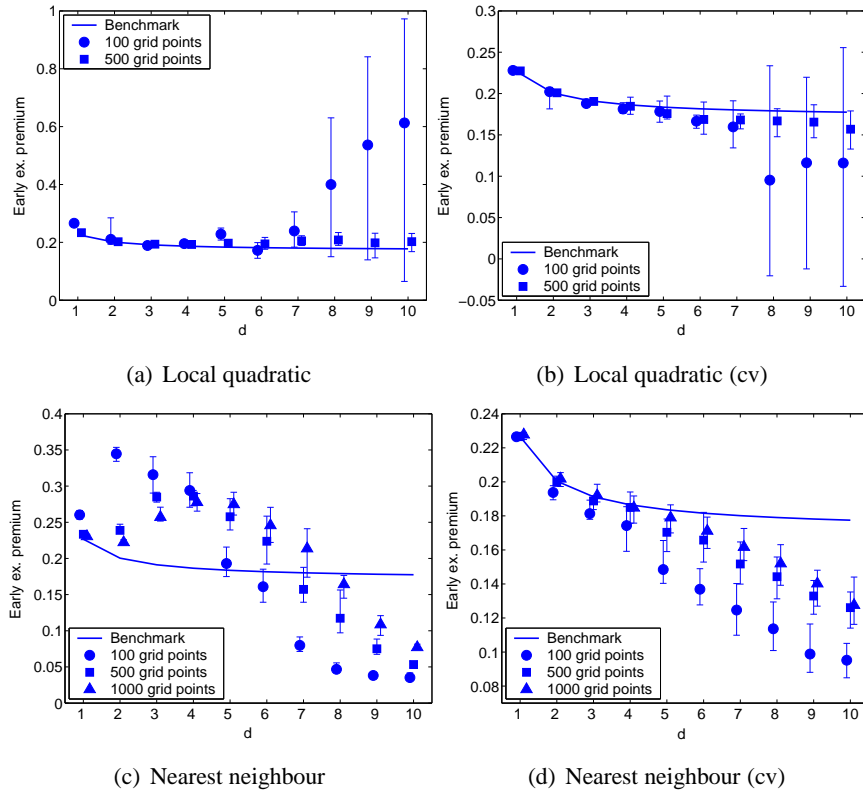 Benchmark
100 grid points
500 grid points
Early ex. premium
1
0.8
0.6
0.4
0.2
0
1 2 3 4 5 6 7 8 9 10
d
(a) Local quadratic
0.3
0.25
0.2
0.15
0.1
0.05
0
−0.05
Early ex. premium
Benchmark
100 grid points
500 grid points
1 2 3 4 5 6 7 8 9 10
d
(b) Local quadratic (cv)
0.4
0.35
0.3
0.25
0.2
0.15
0.1
0.05
0
Early ex. premium
Benchmark
100 grid points
500 grid points
1000 grid points
1 2 3 4 5 6 7 8 9 10
d
(c) Nearest neighbour
0.24
0.22
0.2
0.18
0.16
0.14
0.12
0.1
0.08
Early ex. premium
Benchmark
100 grid points
500 grid points
1000 grid points
1 2 3 4 5 6 7 8 9 10
d
(d) Nearest neighbour (cv)